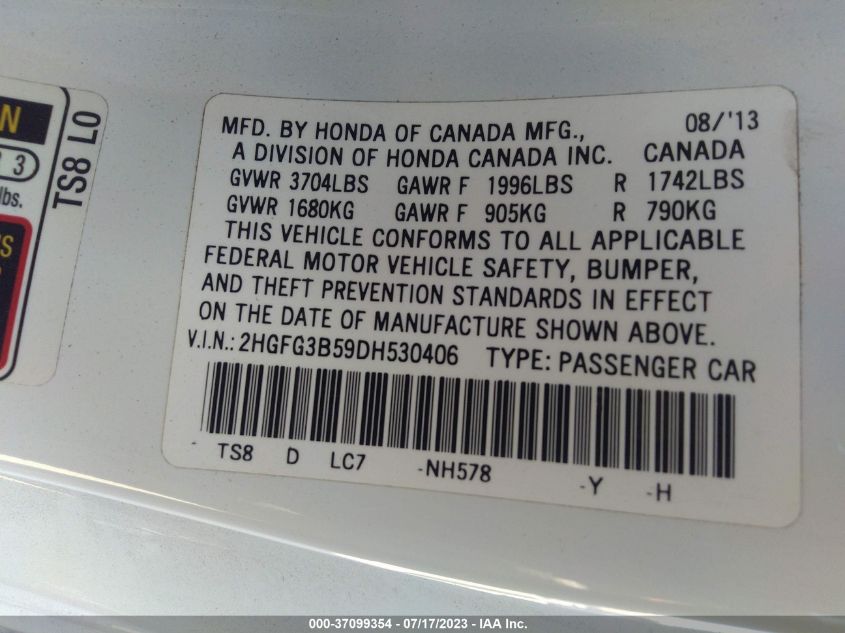 N
3
lbs.
TS8 L0
MFD. BY HONDA OF CANADA MFG., 08/'13
A DIVISION OF HONDA CANADA INC. CANADA
GVWR 3704LBS GAWR F 1996LBS R 1742LBS
GVWR 1680KG GAWR F 905KG R 790KG
THIS VEHICLE CONFORMS TO ALL APPLICABLE
FEDERAL MOTOR VEHICLE SAFETY, BUMPER,
AND THEFT PREVENTION STANDARDS IN EFFECT
ON THE DATE OF MANUFACTURE SHOWN ABOVE.
V.I.N.: 2HGFG3B59DH530406 TYPE: PASSENGER CAR
TS8 D LC7 -NH578 -Y -H
000-37099354 - 07/17/2023 - IAA Inc.